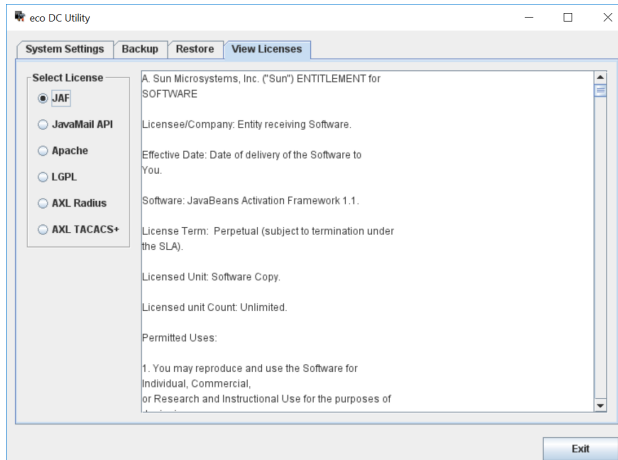 eco DC Utility
System Settings Backup Restore View Licenses
Select License
JAF
JavaMail API
Apache
LGPL
AXL Radius
AXL TACACS+
A. Sun Microsystems, Inc. ("Sun") ENTITLEMENT for
SOFTWARE
Licensee/Company: Entity receiving Software.
Effective Date: Date of delivery of the Software to
You.
Software: JavaBeans Activation Framework 1.1.
License Term:  Perpetual (subject to termination under
the SLA).
Licensed Unit: Software Copy.
Licensed unit Count: Unlimited.
Permitted Uses:
1. You may reproduce and use the Software for
Individual, Commercial,
or Research and Instructional Use for the purposes of
Exit